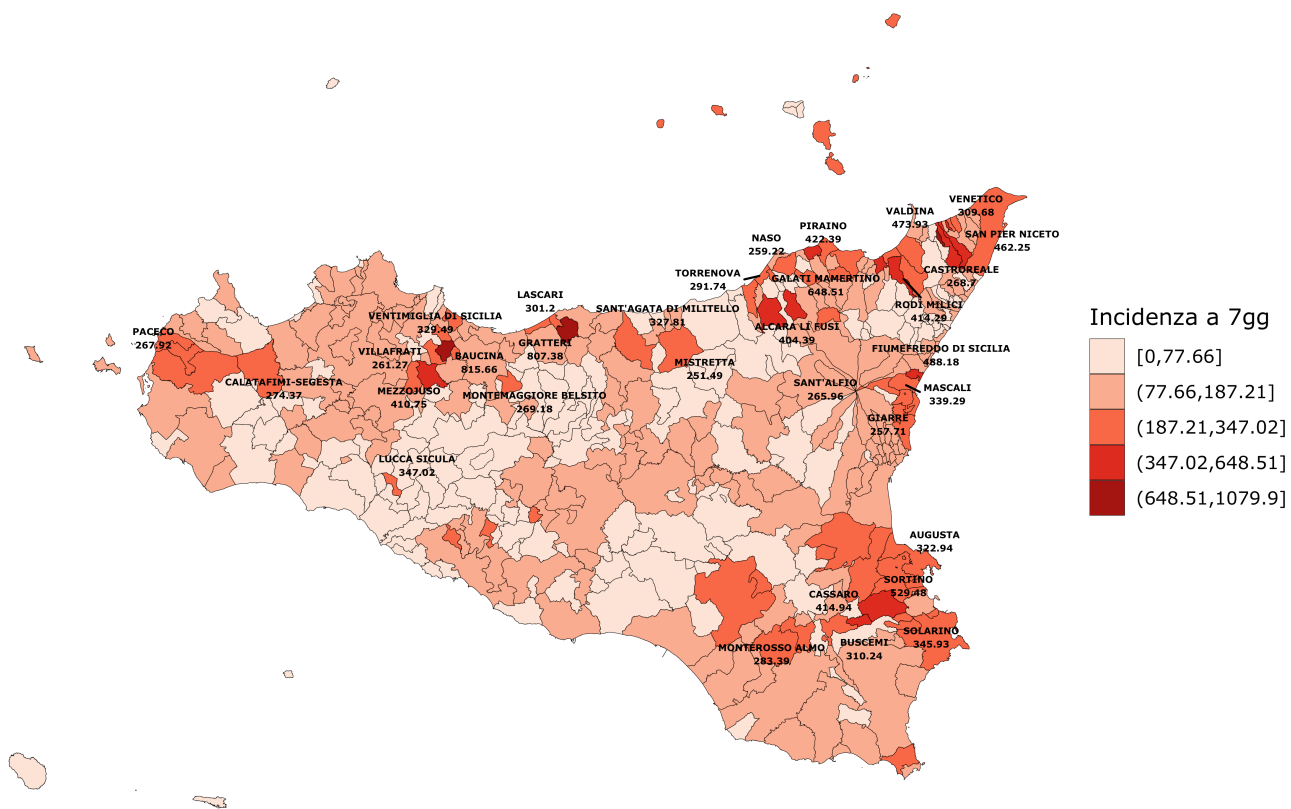 VENETICO
309.68
VALDINA
473.93
PIRAINO
422.39
SAN PIER NICETO
462.25
NASO
259.22
TORRENOVA
291.74
GALATI MAMERTINO
648.51
CASTROREALE
268.7
LASCARI
301.2
SANT'AGATA DI MILITELLO
327.81
RODI MILICI
414.29
VENTIMIGLIA DI SICILIA
329.49
ALCARA LI FUSI
404.39
PACECO
267.92
GRATTERI
807.38
FIUMEFREDDO DI SICILIA
488.18
VILLAFRATI
261.27
BAUCINA
815.66
MISTRETTA
251.49
CALATAFIMI-SEGESTA
274.37
SANT'ALFIO
265.96
MASCALI
339.29
MEZZOJUSO
410.75
MONTEMAGGIORE BELSITO
269.18
GIARRE
257.71
LUCCA SICULA
347.02
AUGUSTA
322.94
SORTINO
529.48
CASSARO
414.94
SOLARINO
345.93
BUSCEMI
310.24
MONTEROSSO ALMO
283.39
Incidenza a 7gg
[0,77.66]
(77.66,187.21]
(187.21,347.02]
(347.02,648.51]
(648.51,1079.9]